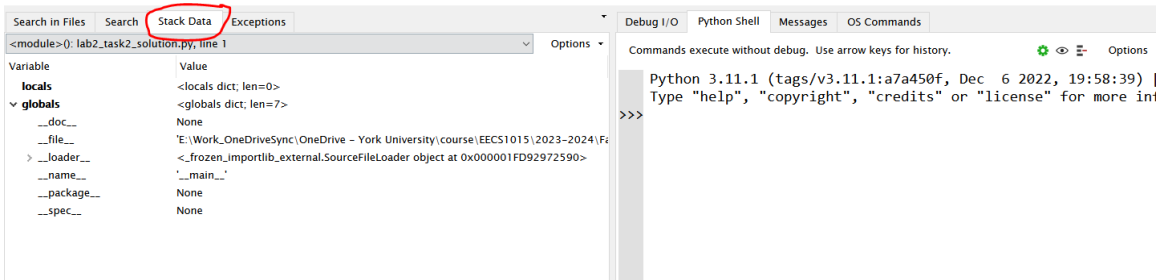 Search in Files Search Stack Data Exceptions
<module>(): lab2_task2_solution.py, line 1 Options
Variable Value
locals <locals dict; len=0>
globals <globals dict; len=7>
__doc__ None
__file__ 'E:\Work_OneDriveSync\OneDrive - York University\course\EECS1015\2023-2024\Fa
__loader__ <_frozen_importlib_external.SourceFileLoader object at 0x000001FD92972590>
__name__ '__main__'
__package__ None
__spec__ None
Debug I/O Python Shell Messages OS Commands
Commands execute without debug. Use arrow keys for history. Options
Python 3.11.1 (tags/v3.11.1:a7a450f, Dec  6 2022, 19:58:39) [
Type "help", "copyright", "credits" or "license" for more in
>>>